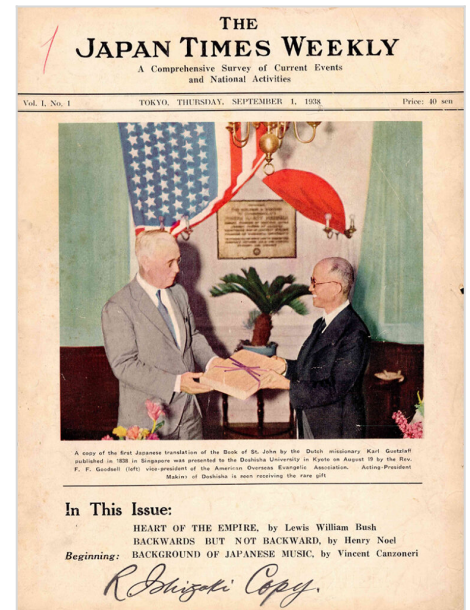 1
THE
JAPAN TIMES WEEKLY
A Comprehensive Survey of Current Events
and National Activities
Vol. I, No. 1 TOKYO, THURSDAY, SEPTEMBER 1, 1938 Price: 40 sen
A copy of the first Japanese translation of the Book of St. John by the Dutch missionary Karl Gustzlaff
published in 1838 in Singapore was presented to the Doshisha University in Kyoto on August 19 by the Rev.
F. F. Goodsell (left) vice-president of the American Overseas Evangelic Association. Acting-President
Makino of Doshisha is seen receiving the rare gift
In This Issue:
HEART OF THE EMPIRE, by Lewis William Bush
BACKWARDS BUT NOT BACKWARD, by Henry Noel
Beginning: BACKGROUND OF JAPANESE MUSIC, by Vincent Canzoneri
R Ishizaki Copy.